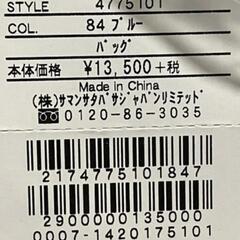 STYLE 4775101
COL. 84 ブルー
バッグ
本体価格 ¥13,500+税
Made in China
(株)サマンサタバサジャパンリミテッド
0120-86-3035
2174775101847
2900000135000
0007-1420175101